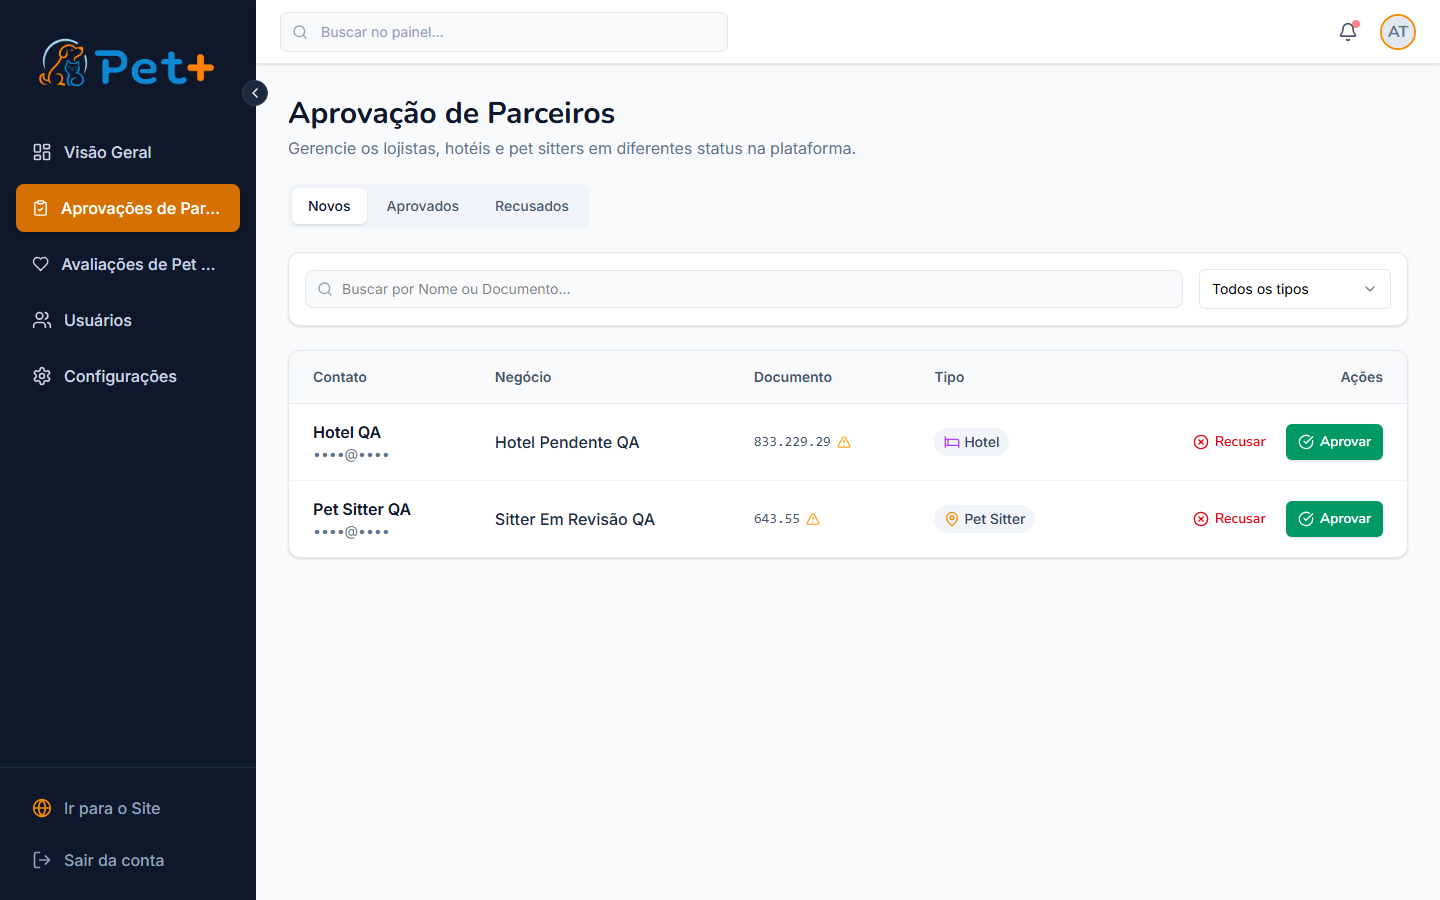 Pet+
Buscar no painel...
AT
Visão Geral
Aprovações de Par...
Avaliações de Pet ...
Usuários
Configurações
Ir para o Site
Sair da conta
Aprovação de Parceiros
Gerencie os lojistas, hotéis e pet sitters em diferentes status na plataforma.
Novos Aprovados Recusados
Buscar por Nome ou Documento... Todos os tipos
Contato Negócio Documento Tipo Ações
Hotel QA
••••@••••
Hotel Pendente QA 833.229.29 Hotel Recusar Aprovar
Pet Sitter QA
••••@••••
Sitter Em Revisão QA 643.55 Pet Sitter Recusar Aprovar